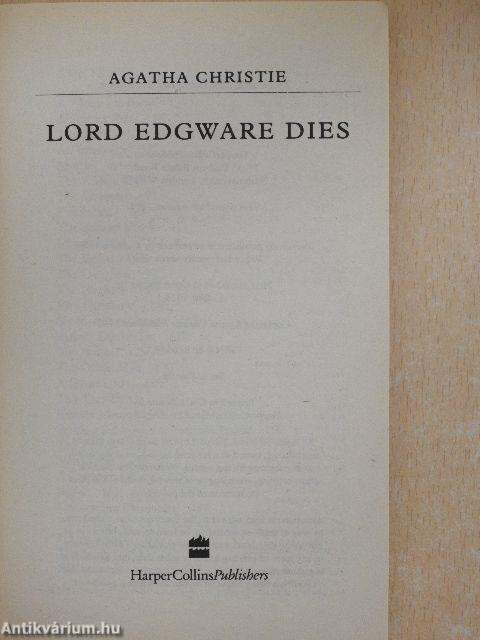 AGATHA CHRISTIE
LORD EDGWARE DIES
HarperCollinsPublishers
Antikvárium.hu